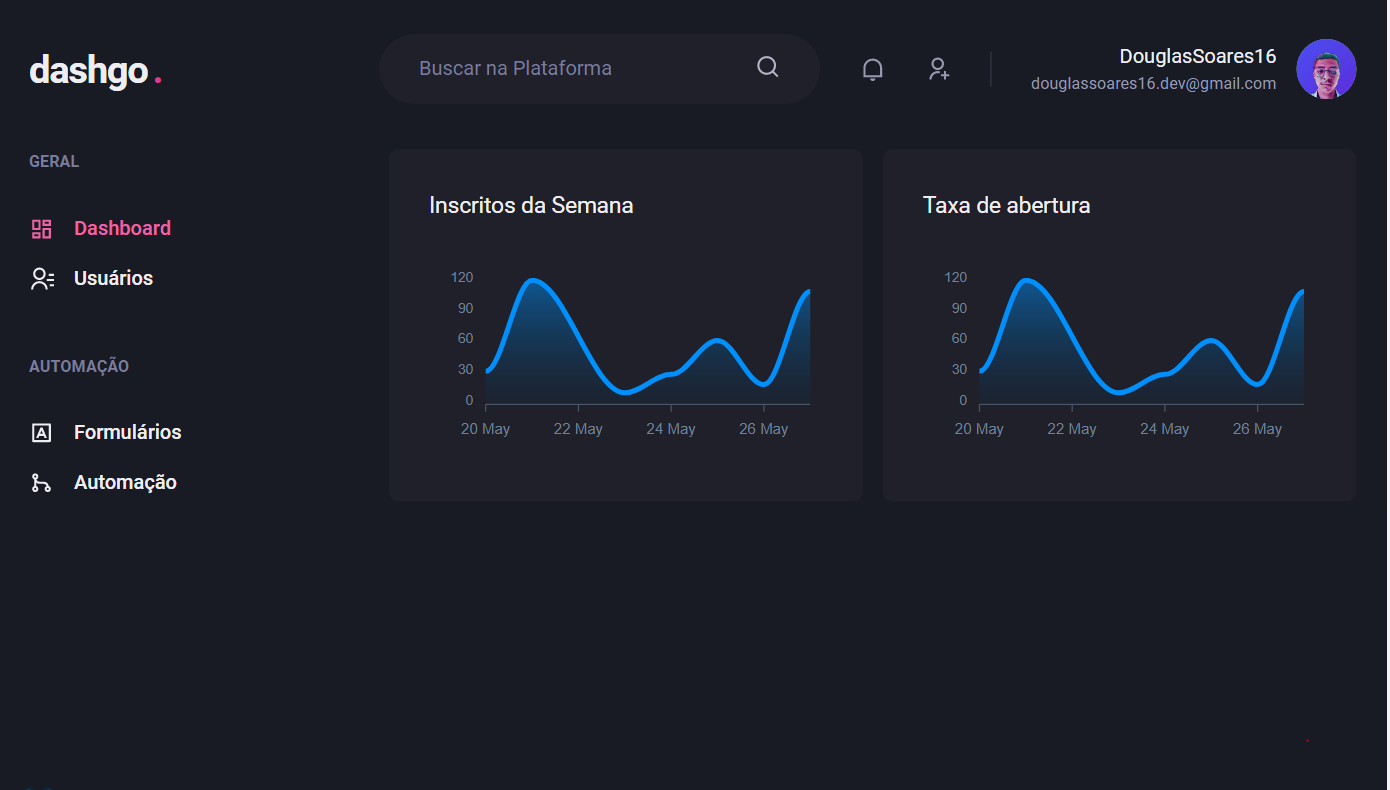 dashgo.
Buscar na Plataforma
DouglasSoares16
douglassoares16.dev@gmail.com
GERAL
Dashboard
Usuários
AUTOMAÇÃO
Formulários
Automação
Inscritos da Semana
120
90
60
30
0
20 May 22 May 24 May 26 May
Taxa de abertura
120
90
60
30
0
20 May 22 May 24 May 26 May